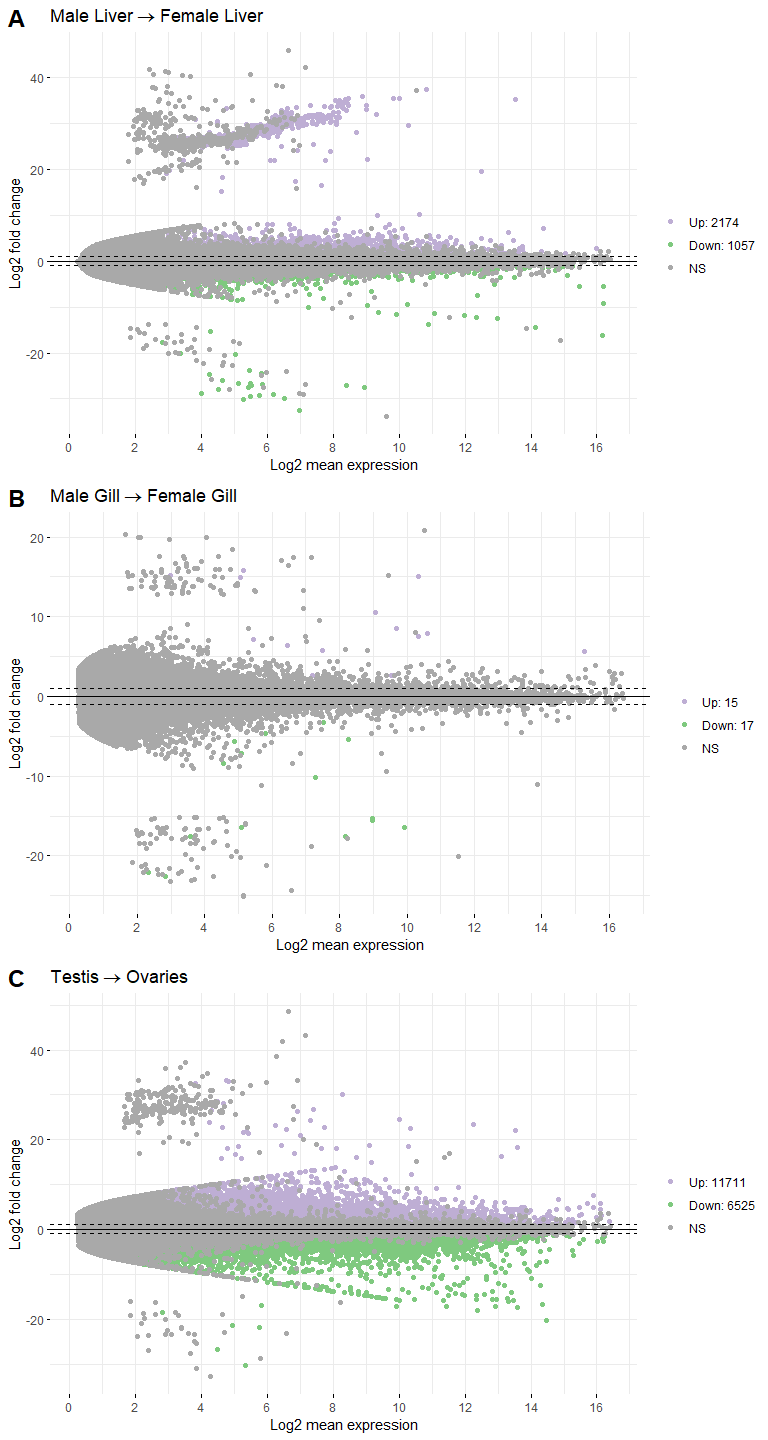 A Male Liver → Female Liver
Log2 fold change
40
20
0
-20
0 2 4 6 8 10 12 14 16
Log2 mean expression
Up: 2174
Down: 1057
NS
B Male Gill → Female Gill
Log2 fold change
20
10
0
-10
-20
0 2 4 6 8 10 12 14 16
Log2 mean expression
Up: 15
Down: 17
NS
C Testis → Ovaries
Log2 fold change
40
20
0
-20
0 2 4 6 8 10 12 14 16
Log2 mean expression
Up: 11711
Down: 6525
NS